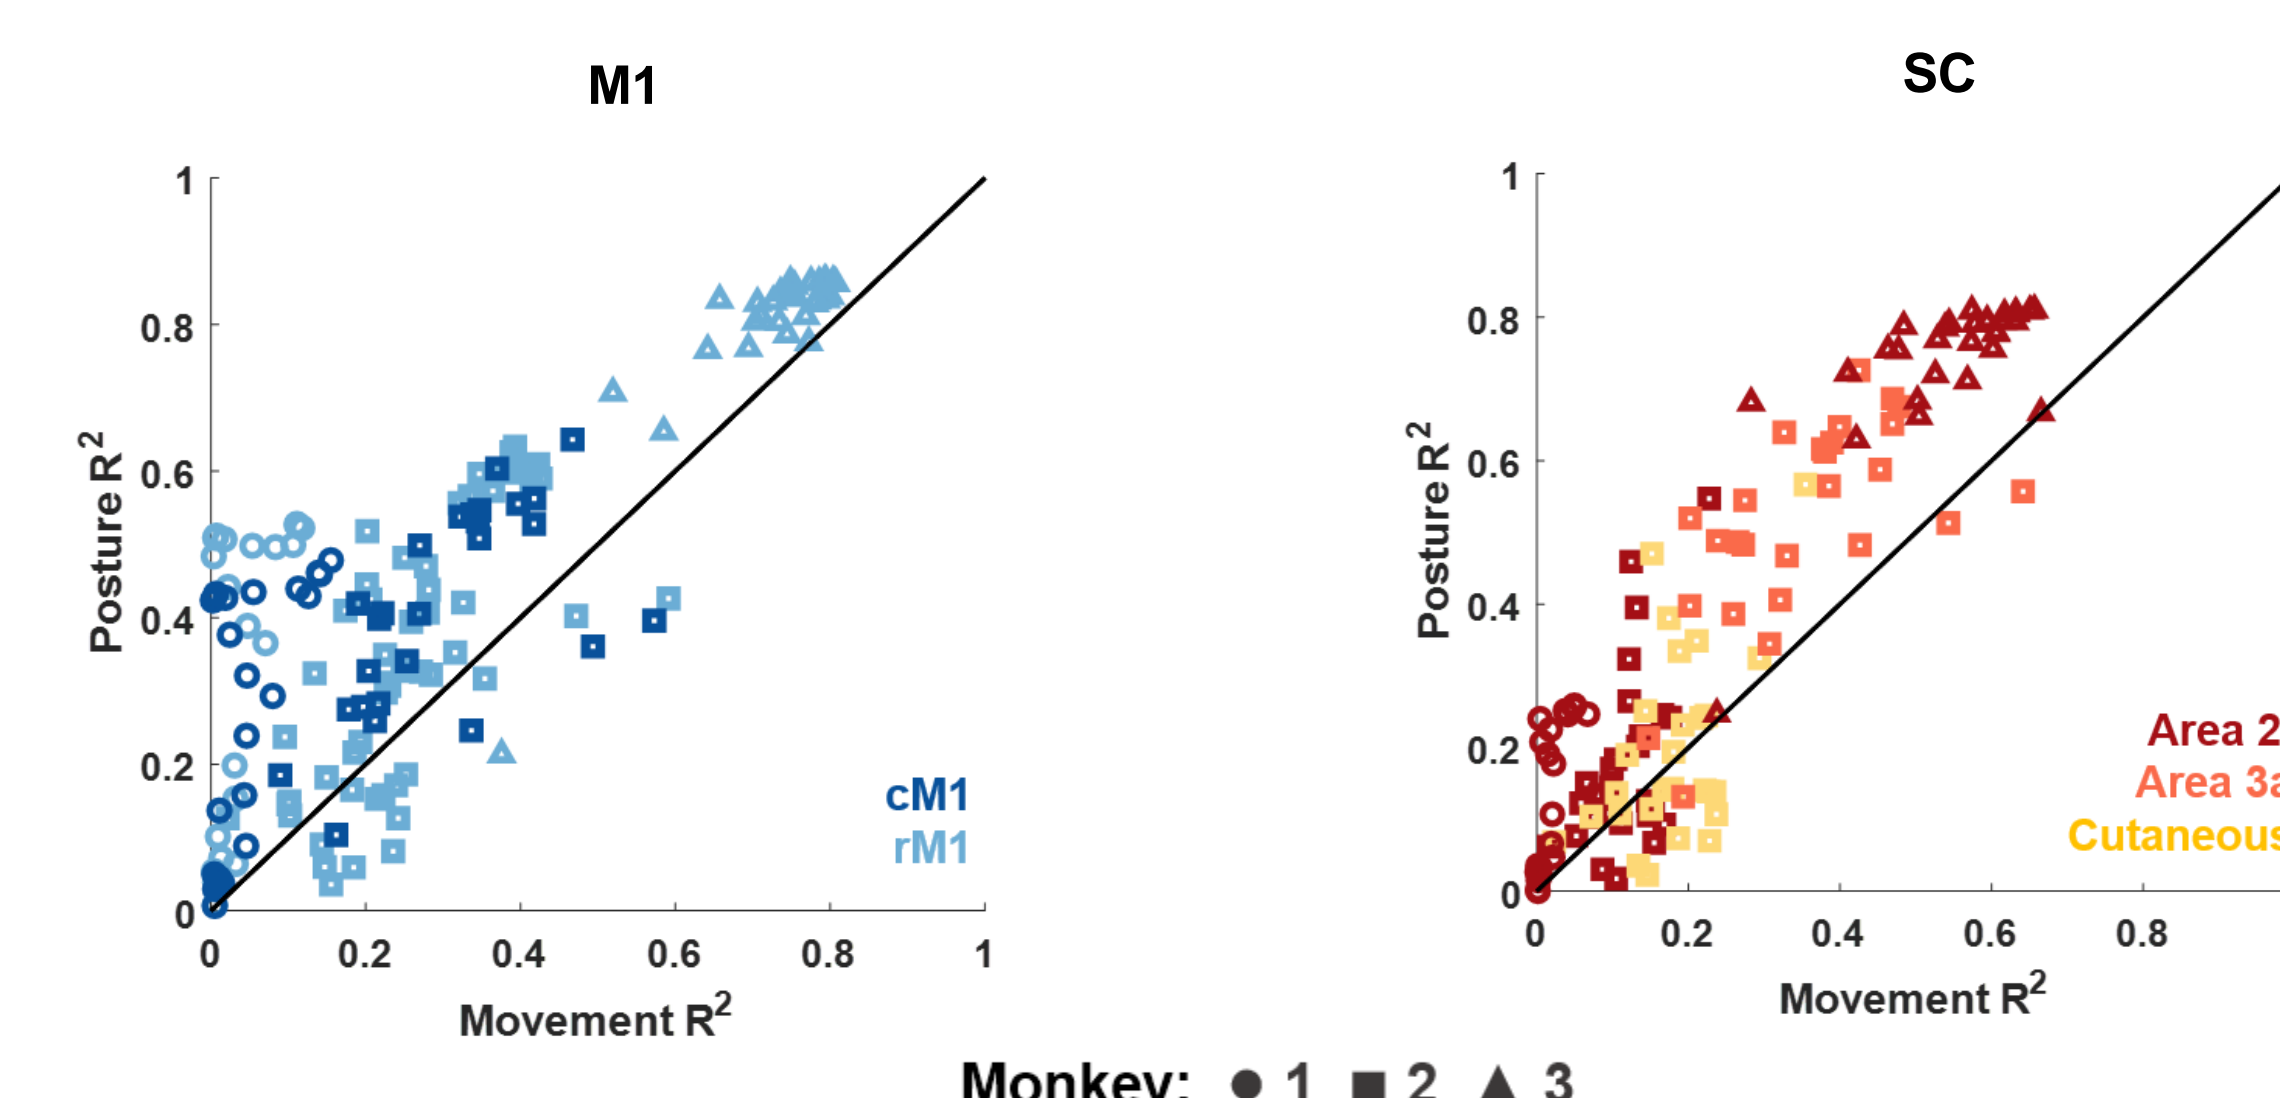 M1
SC
1
0.8
0.6
0.4
0.2
0
Posture R²
0 0.2 0.4 0.6 0.8 1
Movement R²
cM1
rM1
1
0.8
0.6
0.4
0.2
0
Posture R²
0 0.2 0.4 0.6 0.8
Movement R²
Area 2
Area 3a
Cutaneous
Monkey: 1 2 3